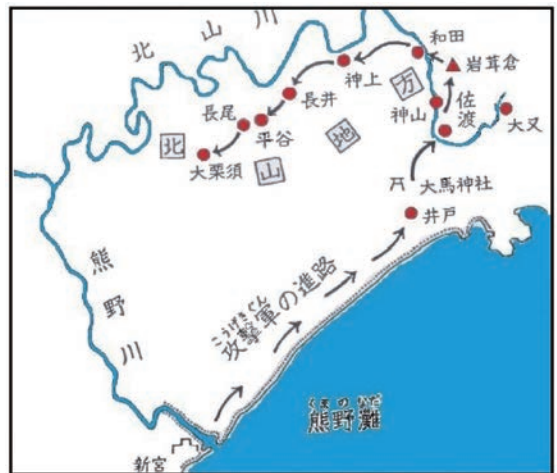 北山川
和田
岩茸倉
神上
長井
北山地方
神山
佐渡
大又
長尾
平谷
大栗須
大馬神社
井戸
熊野川
こうげきぐん
攻撃軍の進路
くまのなだ
熊野灘
新宮